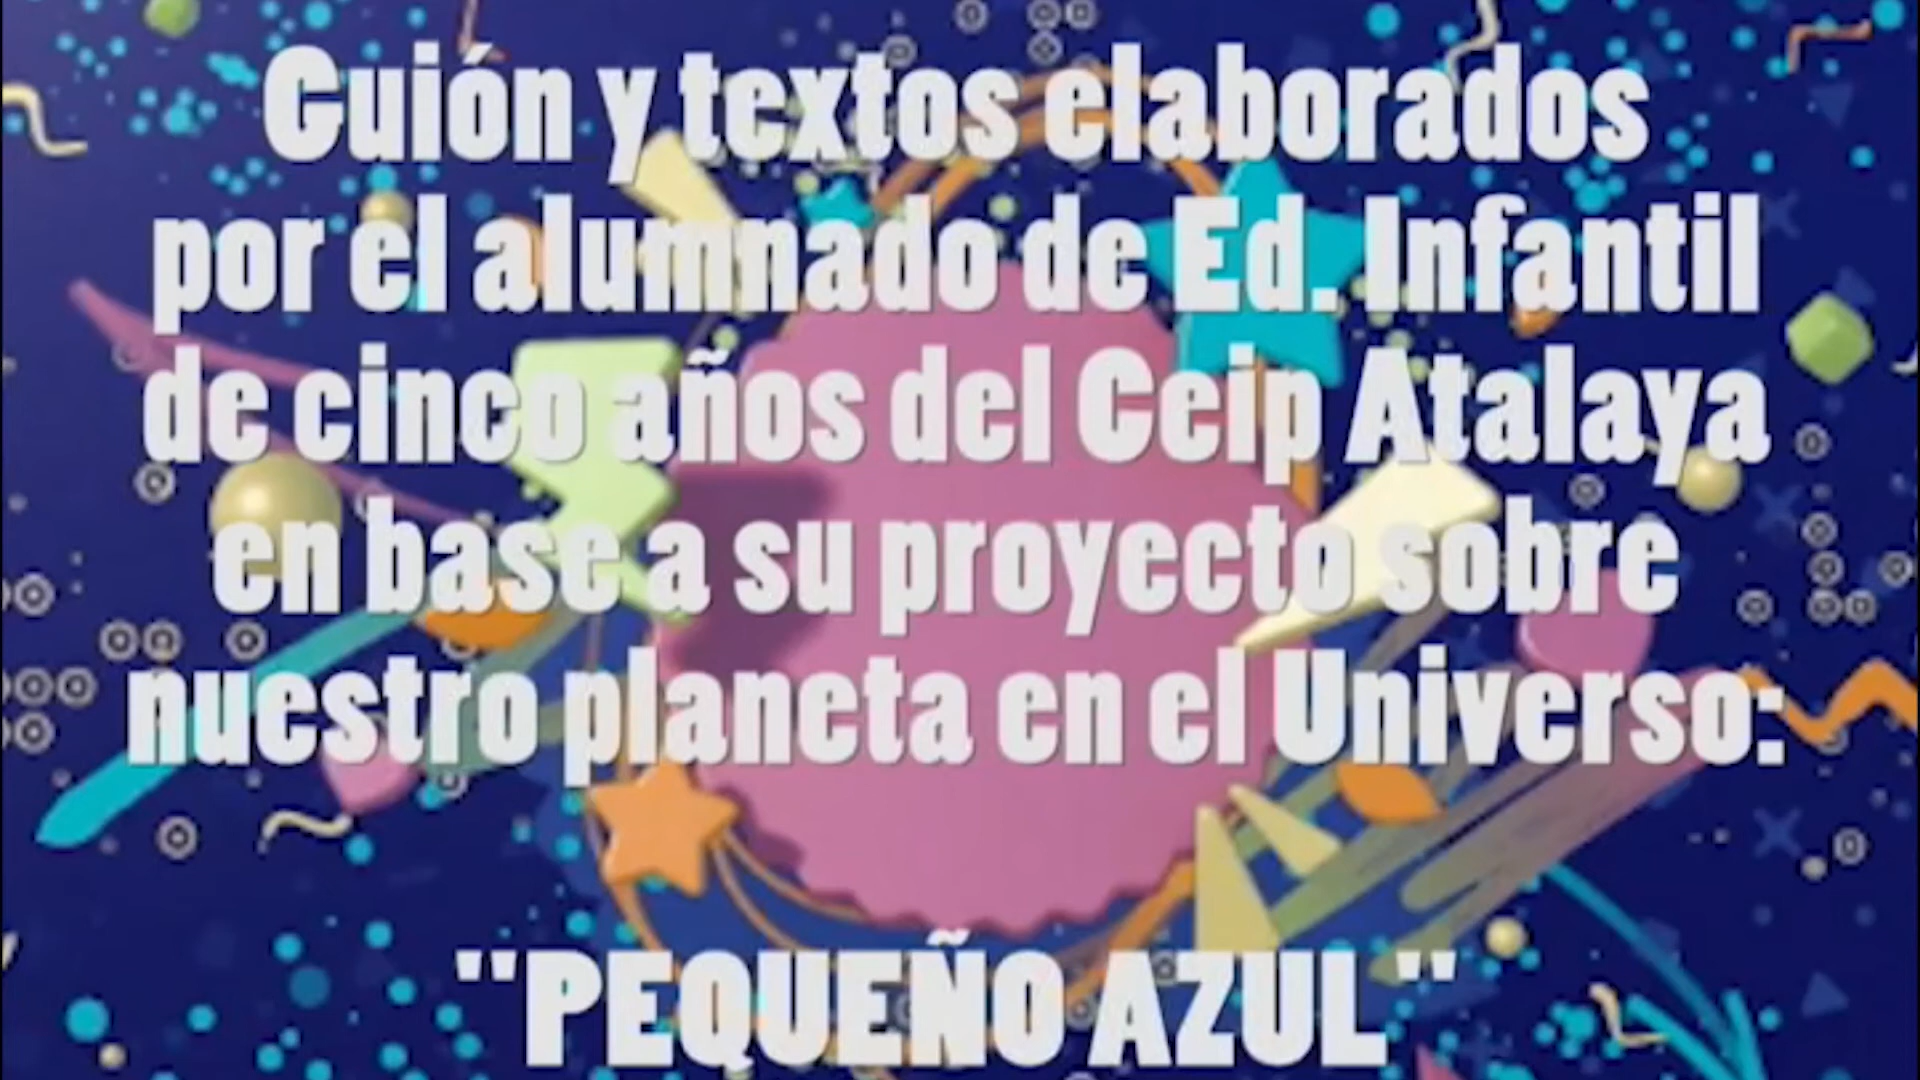 Guión y textos elaborados
por el alumnado de Ed. Infantil
de cinco años del Ceip Atalaya
en base a su proyecto sobre
nuestro planeta en el Universo:
"PEQUEÑO AZUL"